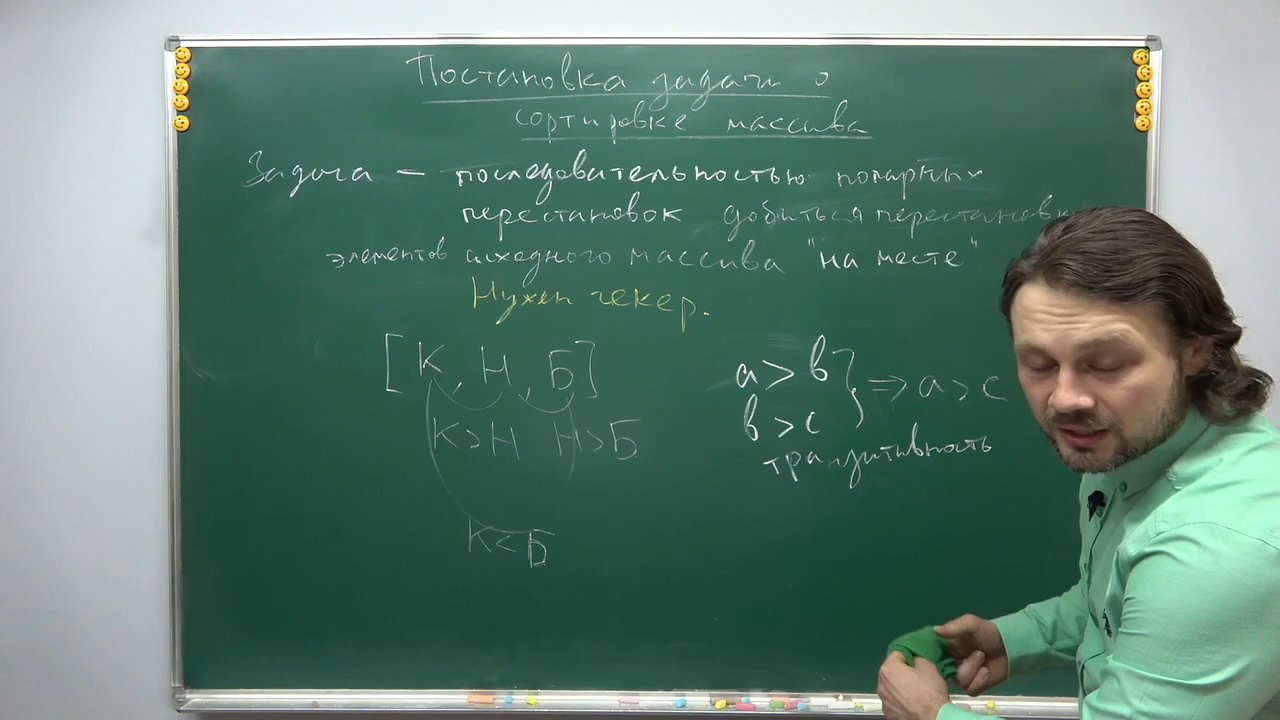 Постановка задачи о
сортировке массива
Задача – последовательностью попарных
перестановок добиться перестановки
элементов исходного массива "на месте"
Нужен чекер.
[К, Н, Б]
К>Н Н>Б
К<Б
a>b
b>c
} ⇒ a>c
транзитивность